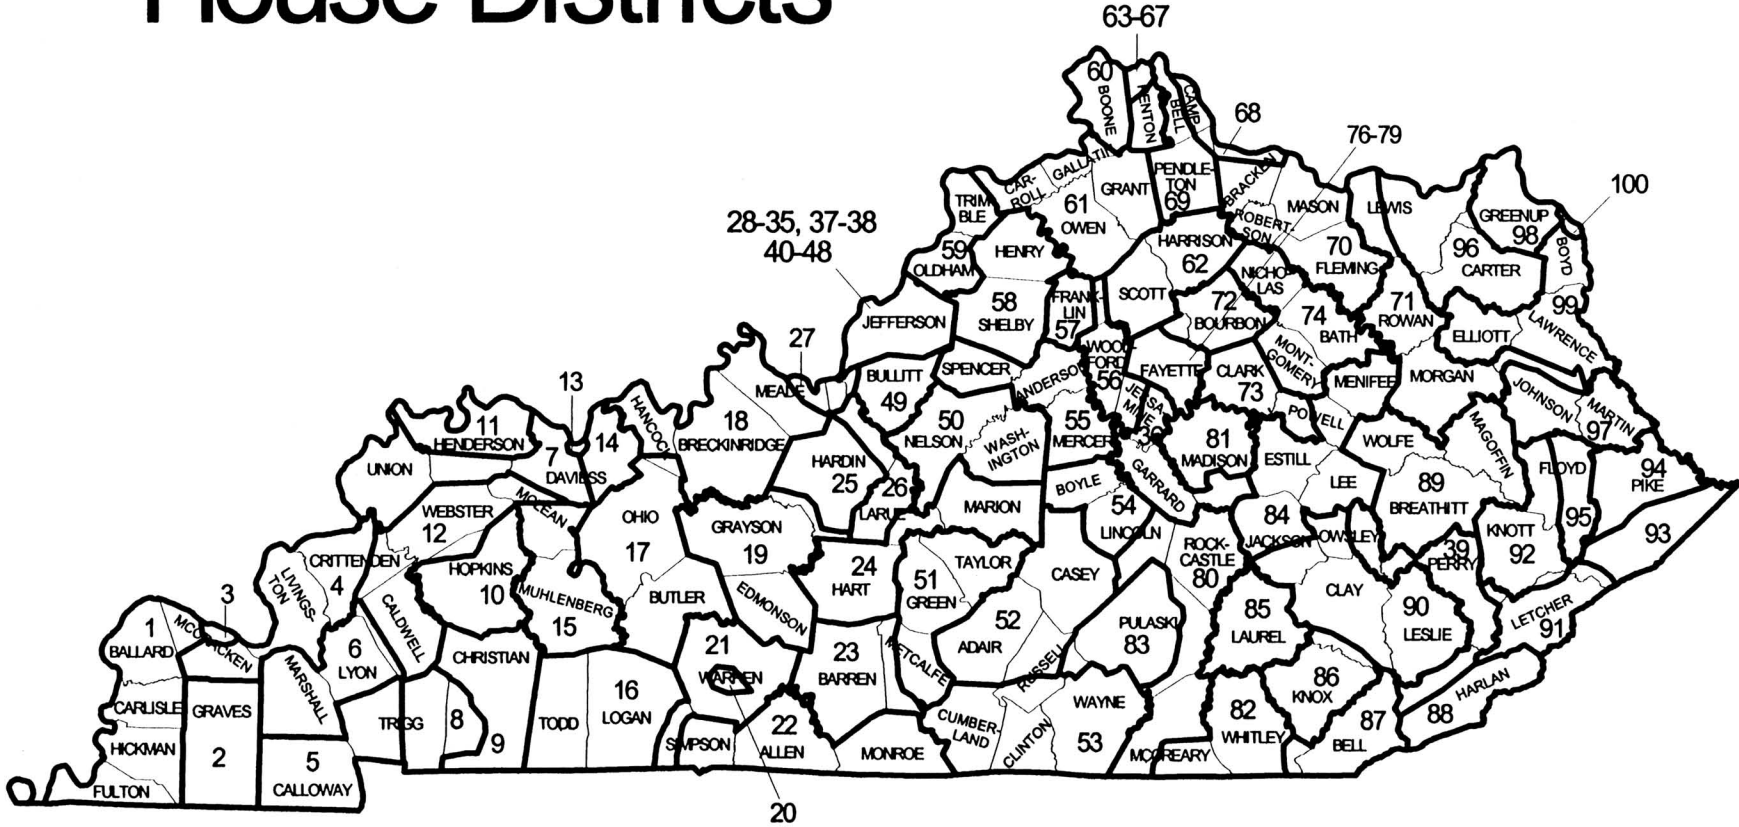 House Districts
63-67
60
BOONE
KENTON
CAMP
BELL
68
76-79
28-35, 37-38
40-48
CAR-
ROLL
GALLATIN
GRANT
PENDLE-
TON
69
BRACKEN
ROBERT-
SON
MASON
LEWIS
GREENUP
98
100
BOYD
TRIM
BLE
61
OWEN
59
OLDHAM
HENRY
HARRISON
62
70
FLEMING
96
CARTER
NICHO-
LAS
SCOTT
58
SHELBY
FRANK-
LIN
57
72
BOURBON
74
BATH
71
ROWAN
99
LAWRENCE
ELLIOTT
JEFFERSON
27
MEADE
BULLITT
49
SPENCER
ANDERSON
WOOD-
FORD
56
FAYETTE
CLARK
73
MONT-
GOMERY
MENIFEE
MORGAN
JOHNSON
MARTIN
97
13
HANCOCK
18
BRECKINRIDGE
50
NELSON
WASH-
INGTON
55
MERCER
JESSA-
MINE
36
81
MADISON
POWELL
ESTILL
WOLFE
MAGOFFIN
FLOYD
94
PIKE
11
HENDERSON
7
DAVIESS
14
UNION
HARDIN
25
26
LARUE
MARION
BOYLE
54
LINCOLN
GARRARD
LEE
89
BREATHITT
95
93
WEBSTER
12
MCLEAN
OHIO
17
GRAYSON
19
24
HART
TAYLOR
51
GREEN
CASEY
ROCK-
CASTLE
80
84
JACKSON
OWSLEY
39
PERRY
KNOTT
92
CRITTENDEN
LIVINGS-
TON
4
HOPKINS
10
MUHLENBERG
15
BUTLER
EDMONSON
52
ADAIR
PULASKI
83
85
LAUREL
CLAY
90
LESLIE
LETCHER
91
3
1
BALLARD
MCCRACKEN
6
LYON
CALDWELL
CHRISTIAN
21
WARREN
23
BARREN
METCALFE
RUSSELL
86
KNOX
HARLAN
88
CARLISLE
GRAVES
MARSHALL
TRIGG
8
9
TODD
16
LOGAN
SIMPSON
22
ALLEN
MONROE
CUMBER-
LAND
CLINTON
WAYNE
53
MCCREARY
82
WHITLEY
87
BELL
HICKMAN
2
5
CALLOWAY
FULTON
20